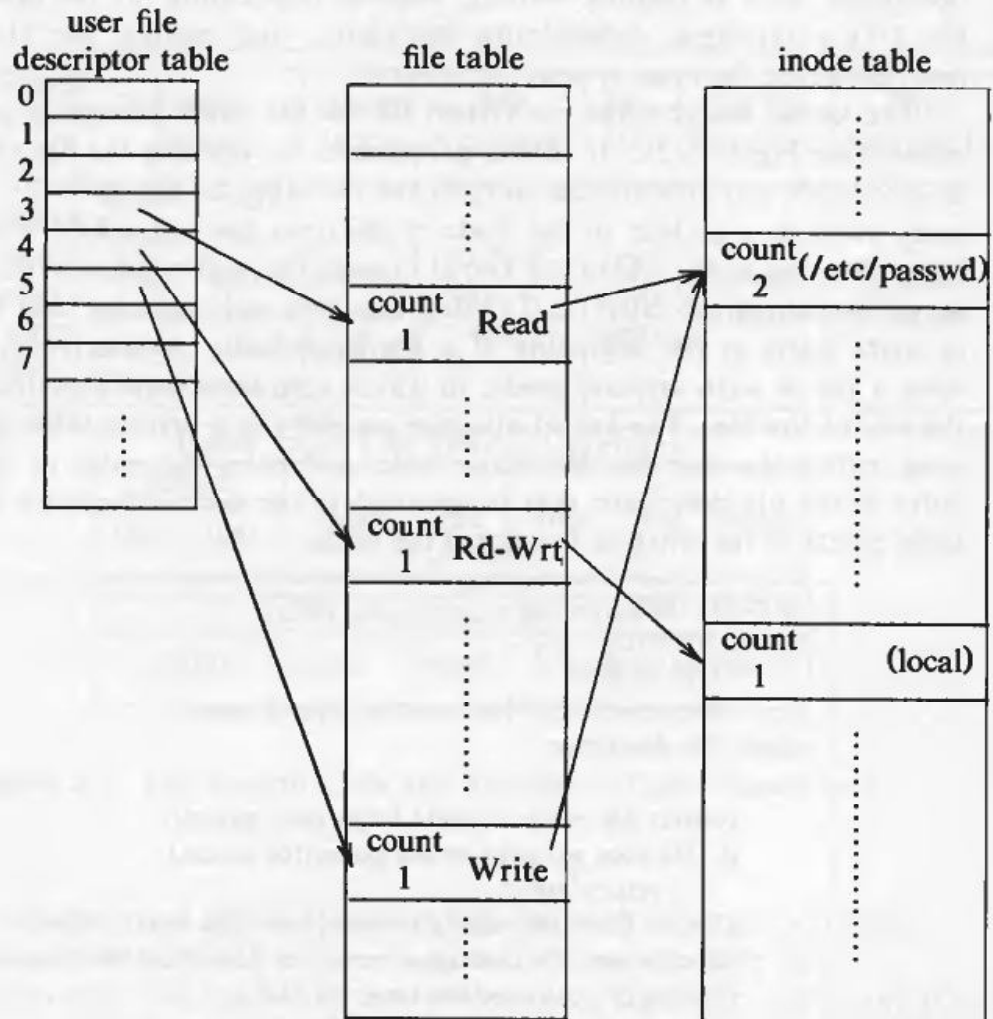 user file
descriptor table
file table
inode table
0
1
2
3
4
5
6
7
count
1 Read
count
1 Rd-Wrt
count
1 Write
count (/etc/passwd)
2
count (local)
1